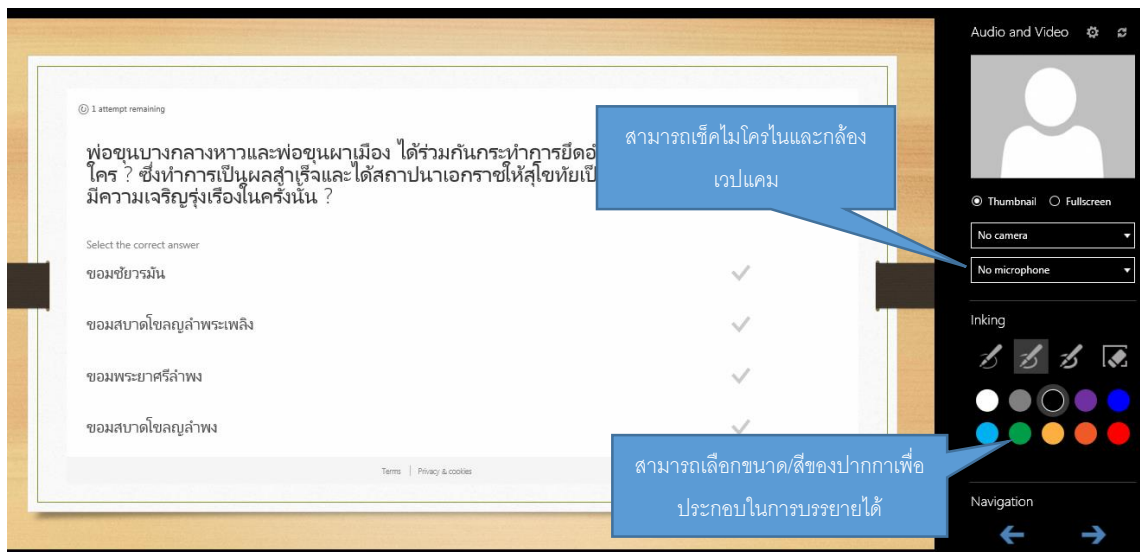 1 attempt remaining
พ่อขุนบางกลางหาวและพ่อขุนผาเมือง ได้ร่วมกันกระทำการยึดอำ
ใคร ? ซึ่งทำการเป็นผลสำเร็จและได้สถาปนาเอกราชให้สุโขทัยเป็
มีความเจริญรุ่งเรืองในครั้งนั้น ?
Select the correct answer
ขอมชัยวรมัน
ขอมสบาดโขลญลำพระเพลิง
ขอมพระยาศรีลำพง
ขอมสบาดโขลญลำพง
Terms | Privacy & cookies
สามารถเช็คไมโครไนและกล้อง
เวปแคม
สามารถเลือกขนาด/สีของปากกาเพื่อ
ประกอบในการบรรยายได้
Audio and Video
Thumbnail
Fullscreen
No camera
No microphone
Inking
Navigation